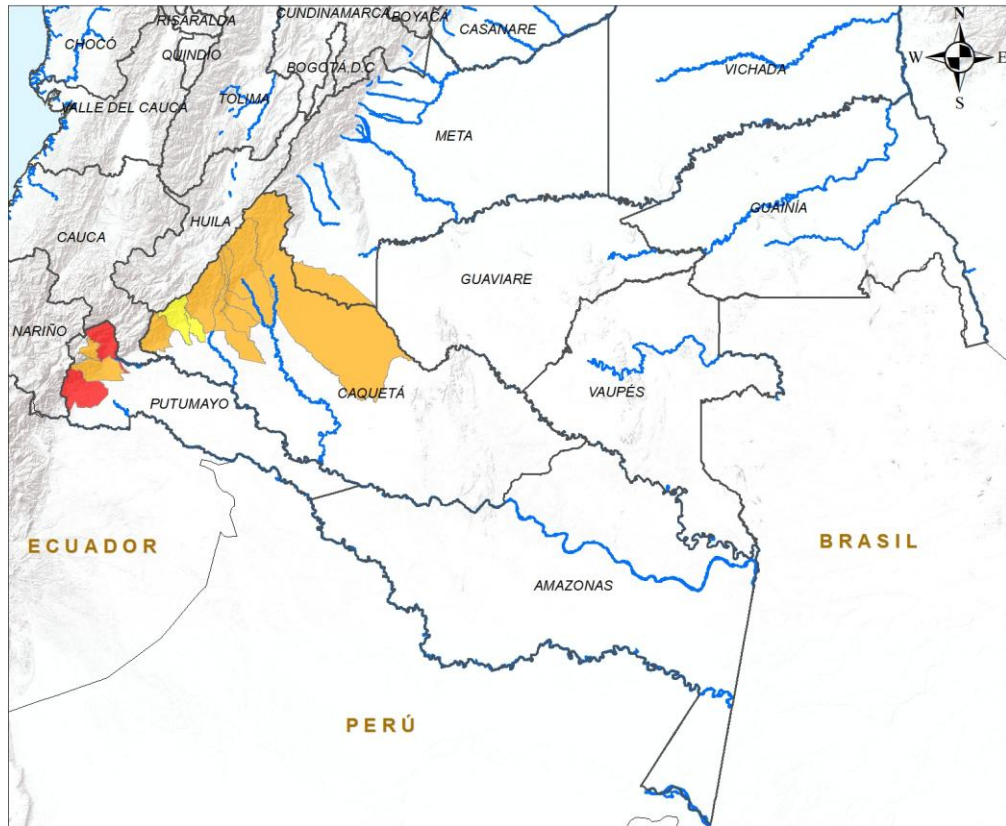 CUNDINAMARCA
BOYACÁ
RISARALDA
CASANARE
N
CHOCÓ
QUINDIO
BOGOTÁ D.C
W
E
VICHADA
TOLIMA
S
VALLE DEL CAUCA
META
GUAINÍA
HUILA
CAUCA
GUAVIARE
NARIÑO
CAQUETÁ
VAUPÉS
PUTUMAYO
ECUADOR
BRASIL
AMAZONAS
PERÚ